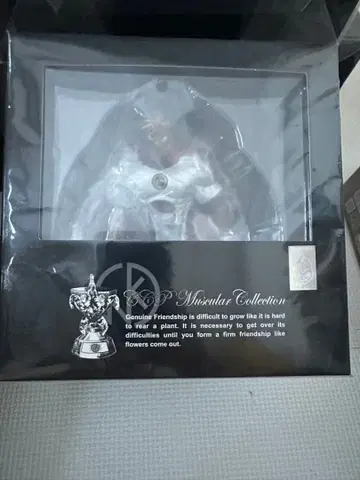 CCP Muscular Collection
Genuine Friendship is difficult to grow like it is hard
to rear a plant. It is necessary to get over its
difficulties until you form a firm friendship like
flowers come out.